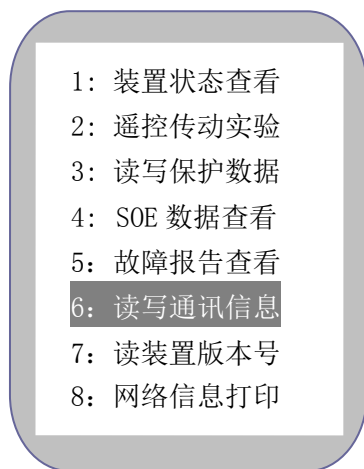 1: 装置状态查看
2: 遥控传动实验
3: 读写保护数据
4: SOE 数据查看
5: 故障报告查看
6: 读写通讯信息
7: 读装置版本号
8: 网络信息打印